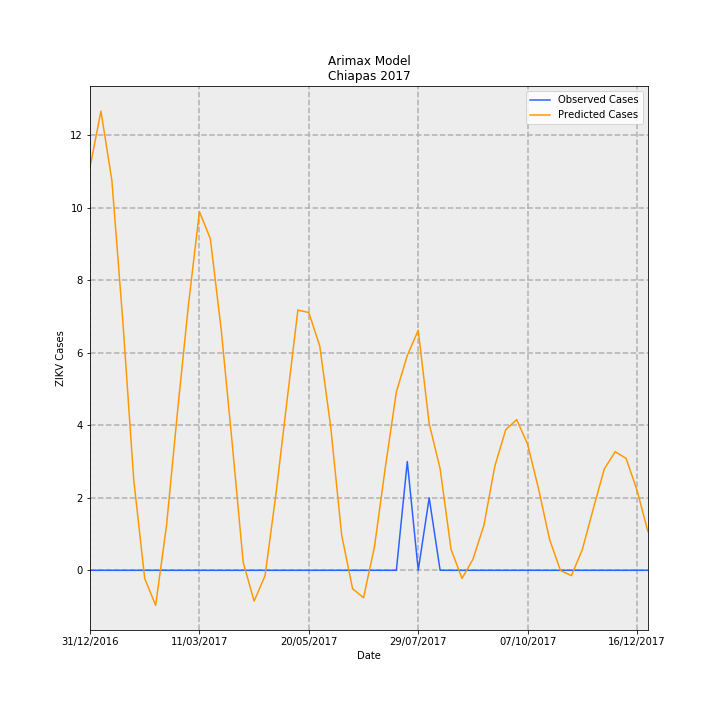 Arimax Model
Chiapas 2017
Observed Cases
Predicted Cases
ZIKV Cases
12
10
8
6
4
2
0
31/12/2016
11/03/2017
20/05/2017
29/07/2017
07/10/2017
16/12/2017
Date